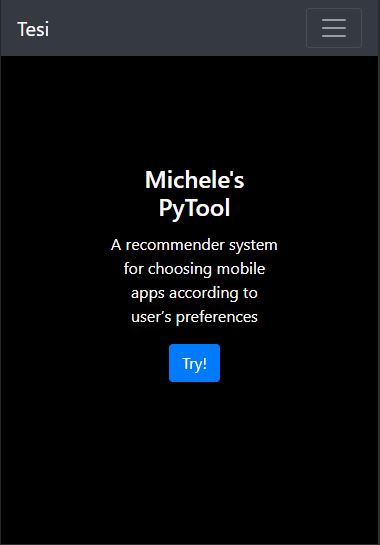 Tesi
Michele's
PyTool
A recommender system
for choosing mobile
apps according to
user's preferences
Try!